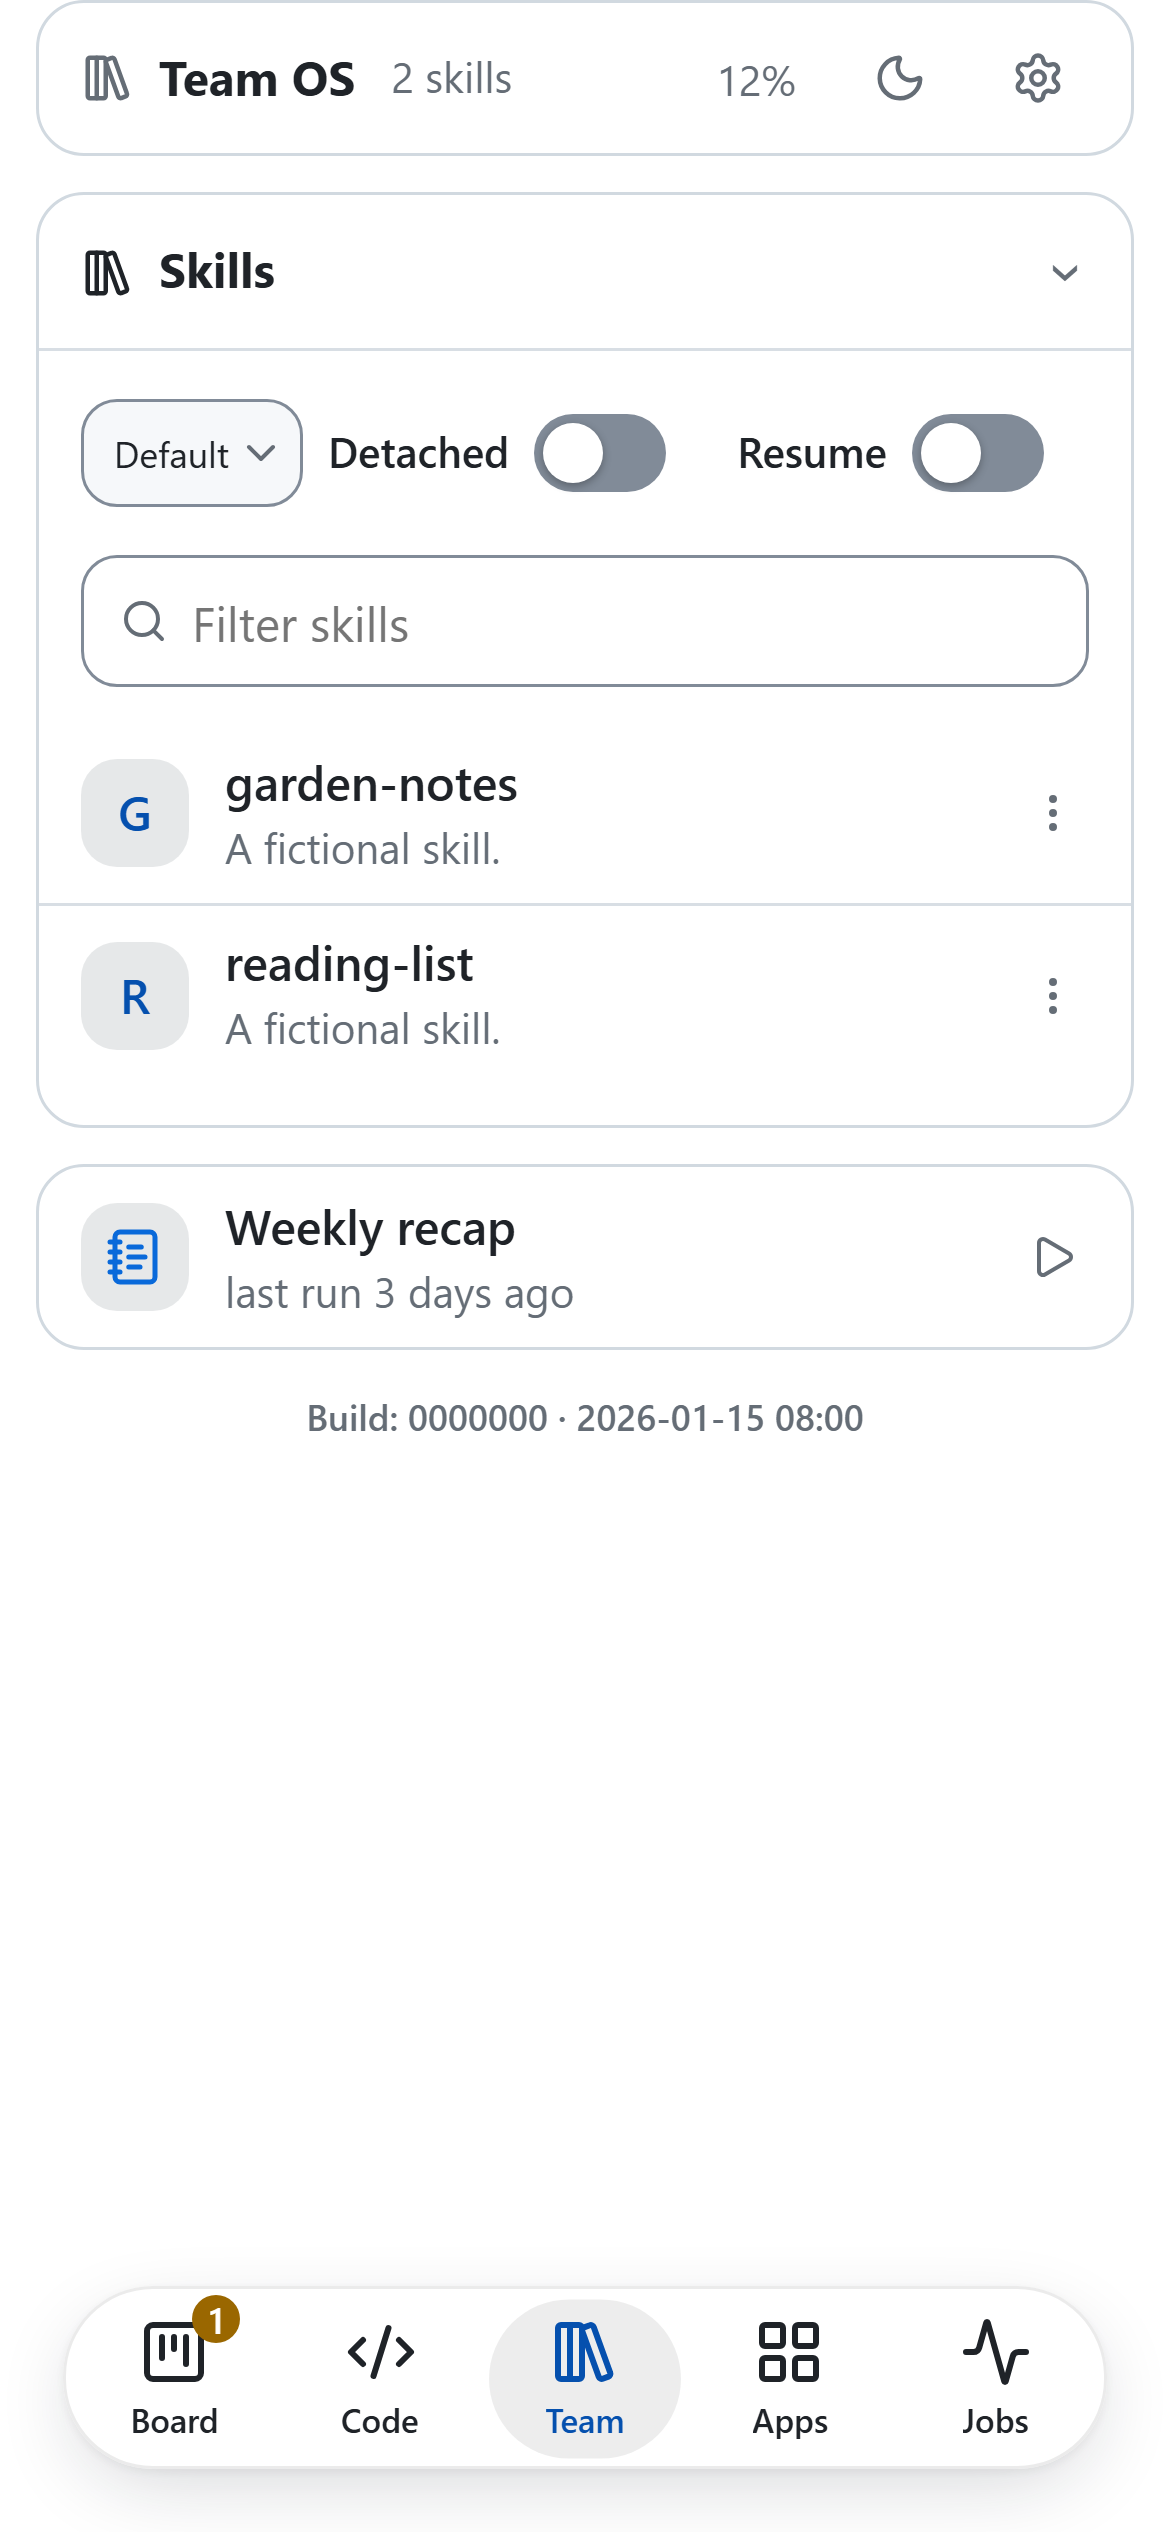 Team OS 2 skills 12%
Skills
Default Detached Resume
Filter skills
G garden-notes
A fictional skill.
R reading-list
A fictional skill.
Weekly recap
last run 3 days ago
Build: 0000000 · 2026-01-15 08:00
1
Board Code Team Apps Jobs